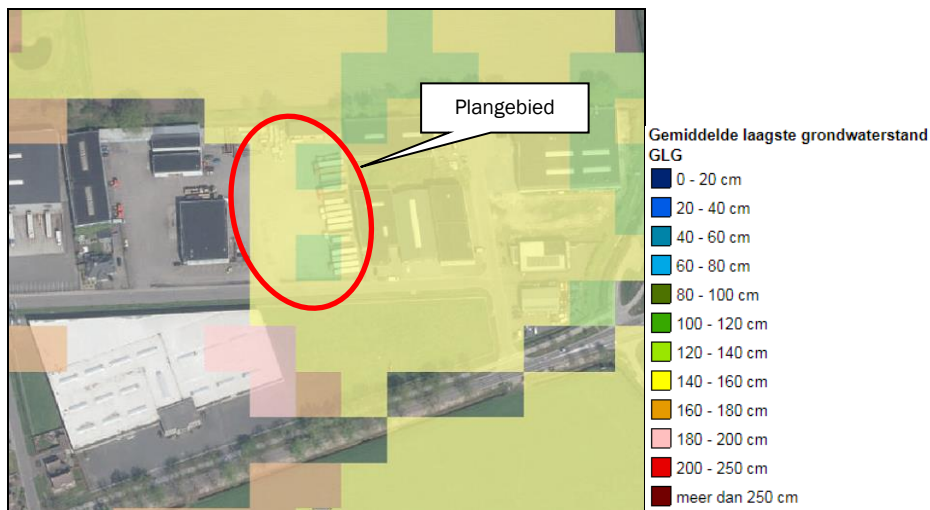 Plangebied
Gemiddelde laagste grondwaterstand
GLG
0 - 20 cm
20 - 40 cm
40 - 60 cm
60 - 80 cm
80 - 100 cm
100 - 120 cm
120 - 140 cm
140 - 160 cm
160 - 180 cm
180 - 200 cm
200 - 250 cm
meer dan 250 cm